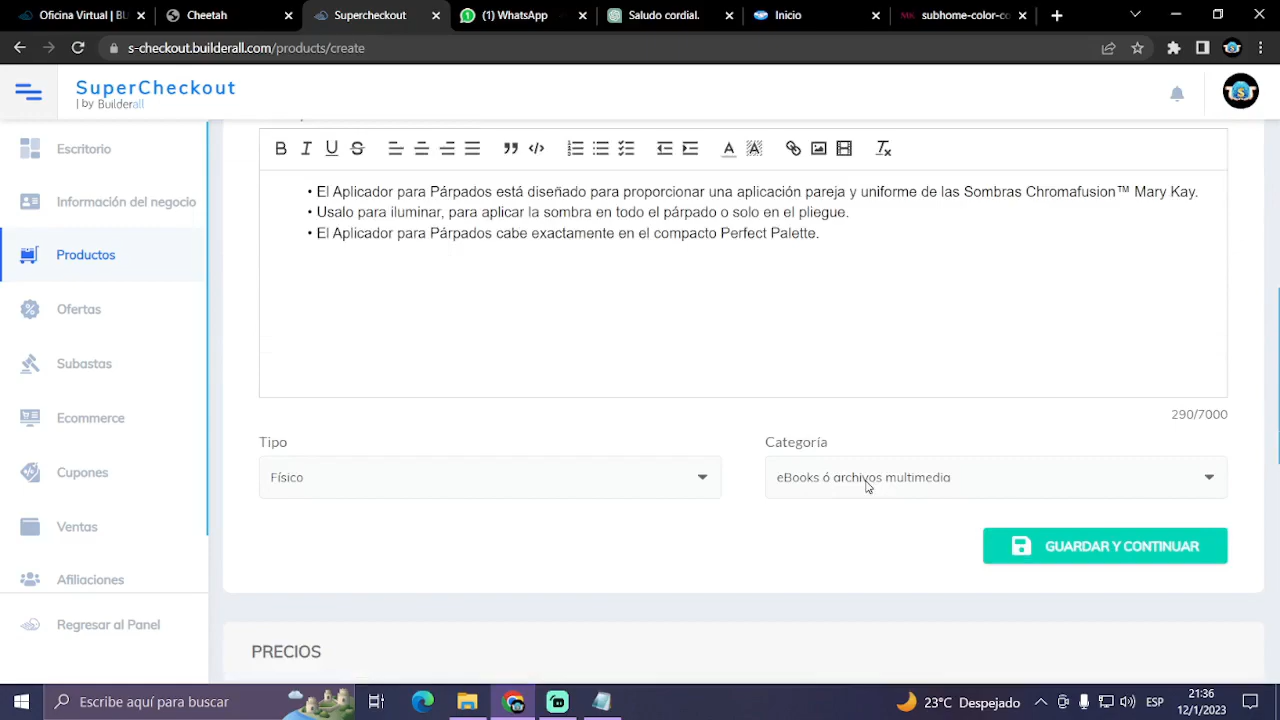 Oficina Virtual | BU
Cheetah
Supercheckout
(1) WhatsApp
Saludo cordial.
Inicio
MK
subhome-color-co
s-checkout.builderall.com/products/create
SuperCheckout
| by Builderall
S
Escritorio
Información del negocio
Productos
Ofertas
Subastas
Ecommerce
Cupones
Ventas
Afiliaciones
Regresar al Panel
• El Aplicador para Párpados está diseñado para proporcionar una aplicación pareja y uniforme de las Sombras Chromafusion™ Mary Kay.
• Usalo para iluminar, para aplicar la sombra en todo el párpado o solo en el pliegue.
• El Aplicador para Párpados cabe exactamente en el compacto Perfect Palette.
290/7000
Tipo
Categoría
Físico
eBooks ó archivos multimedia
GUARDAR Y CONTINUAR
PRECIOS
Escribe aquí para buscar
23°C Despejado
ESP
21:36
12/1/2023